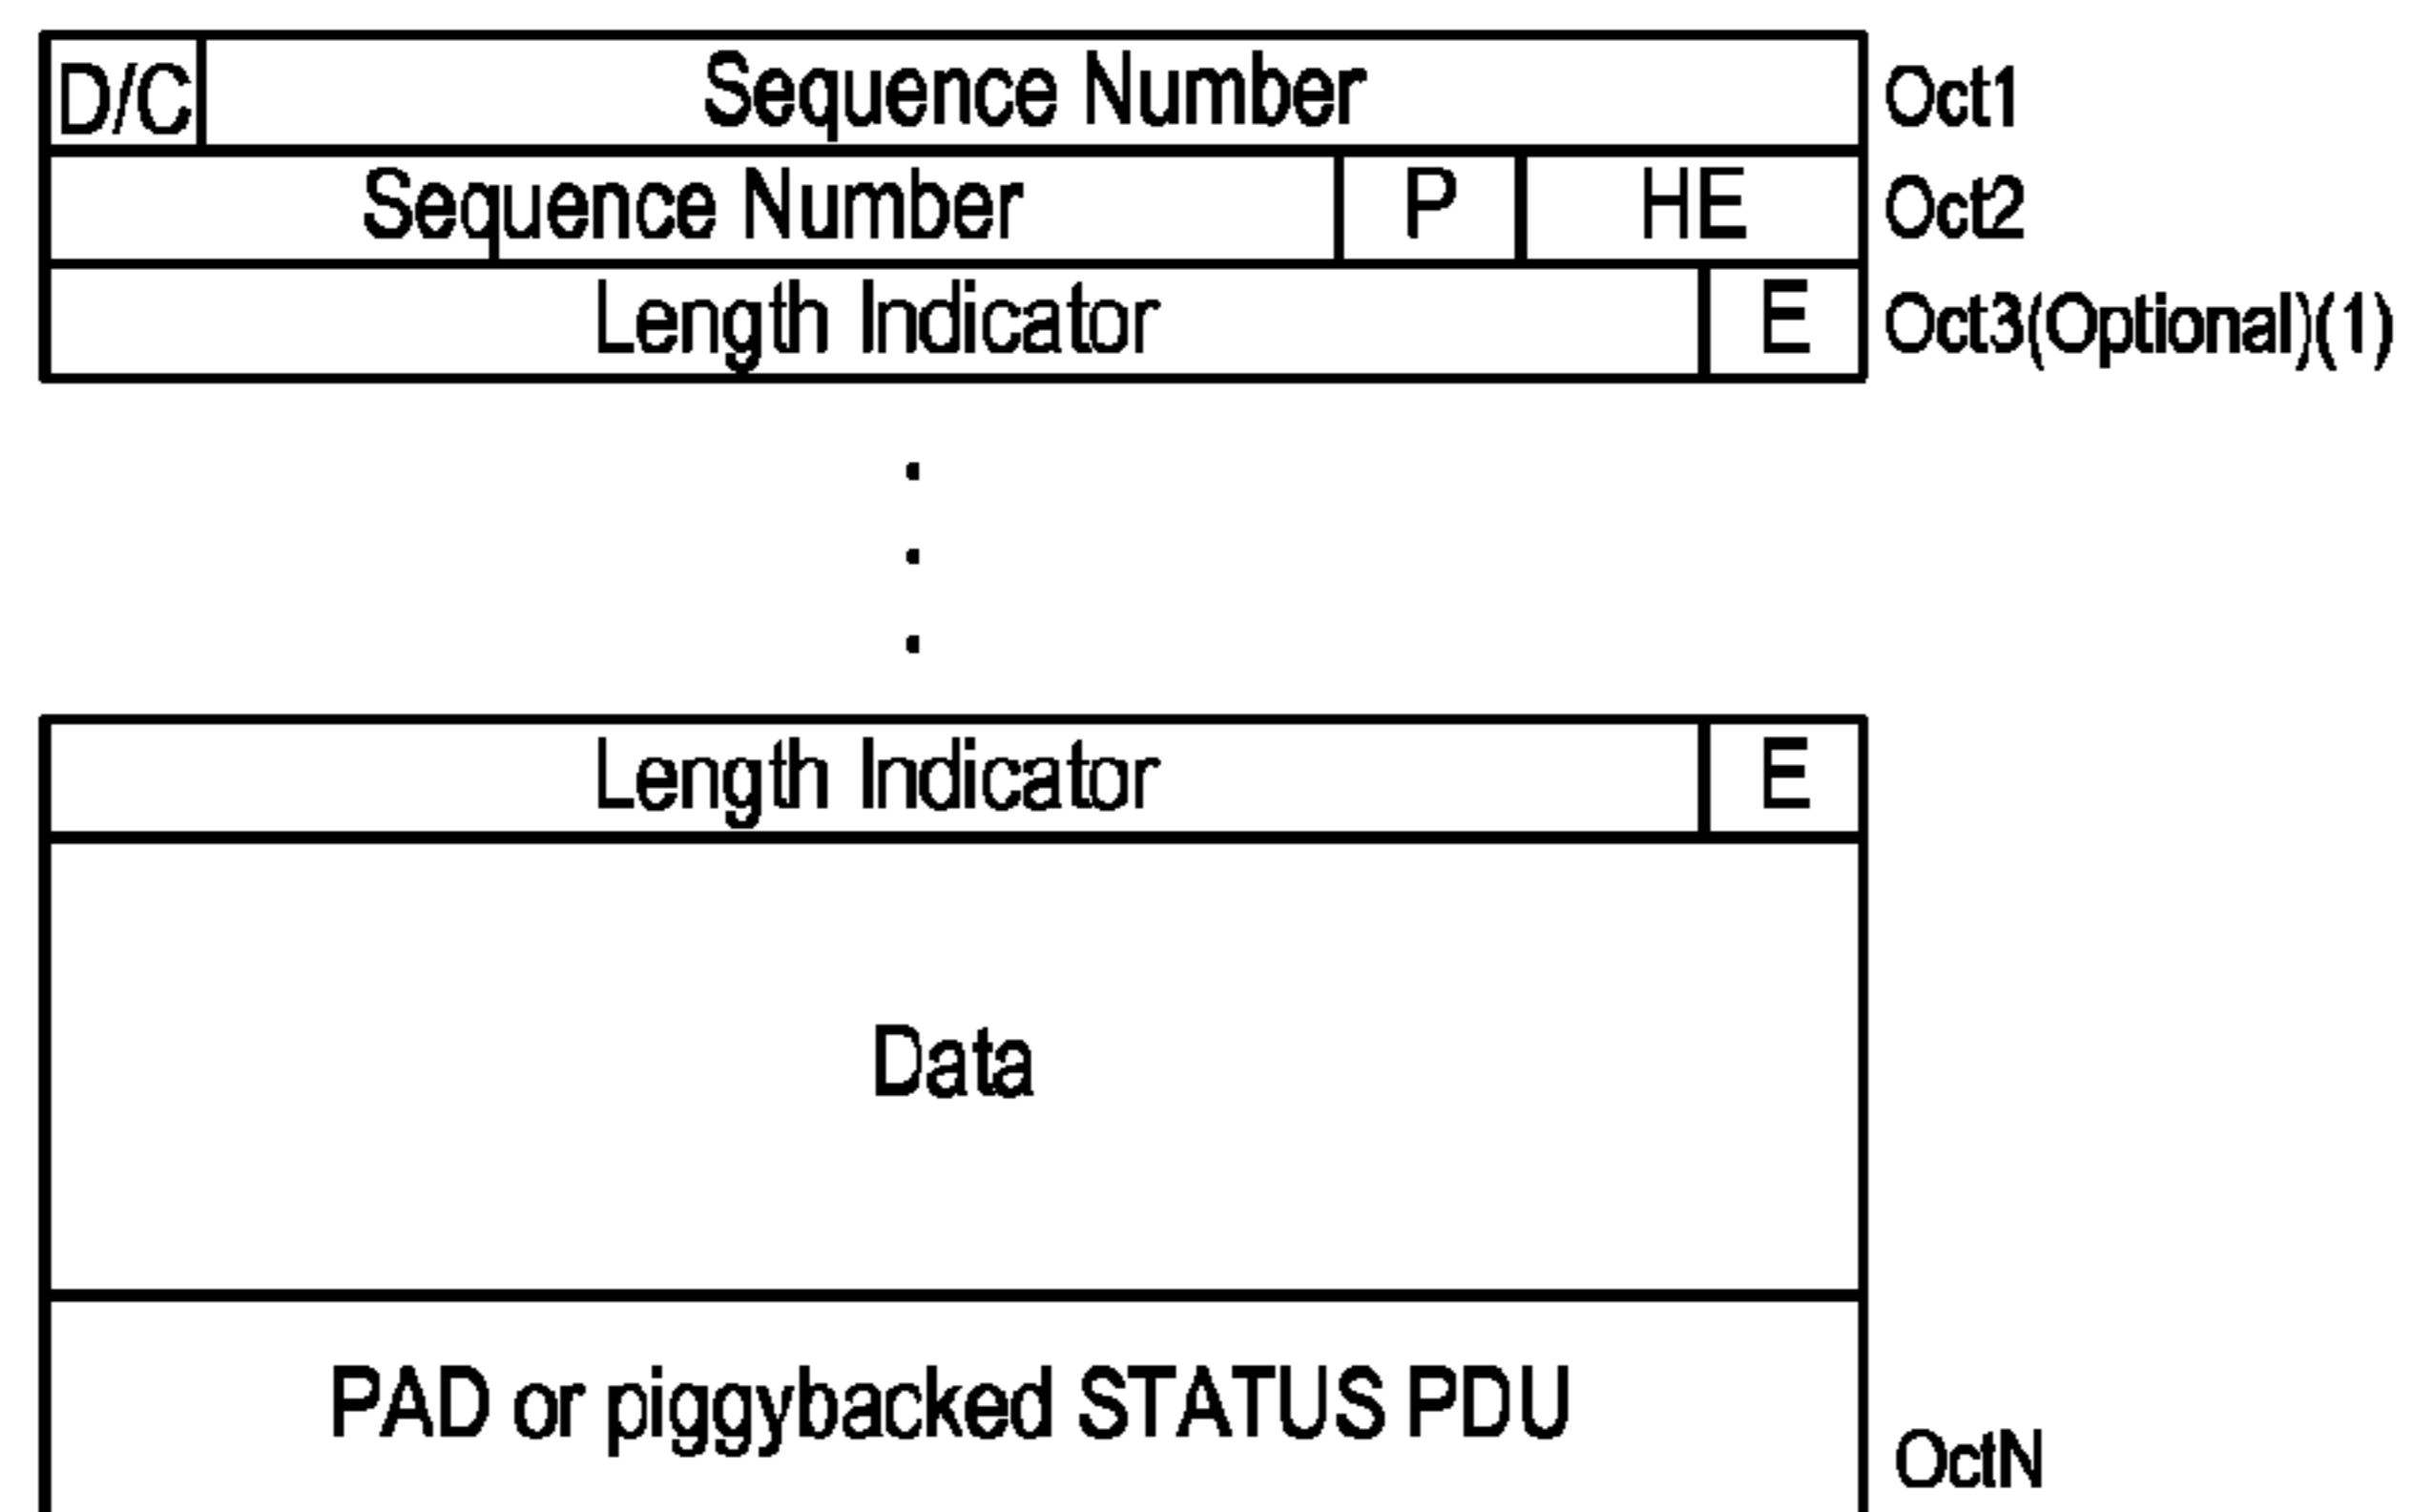 D/C Sequence Number Oct1
Sequence Number P HE Oct2
Length Indicator E Oct3(Optional)(1)
Length Indicator E
Data
PAD or piggybacked STATUS PDU
OctN